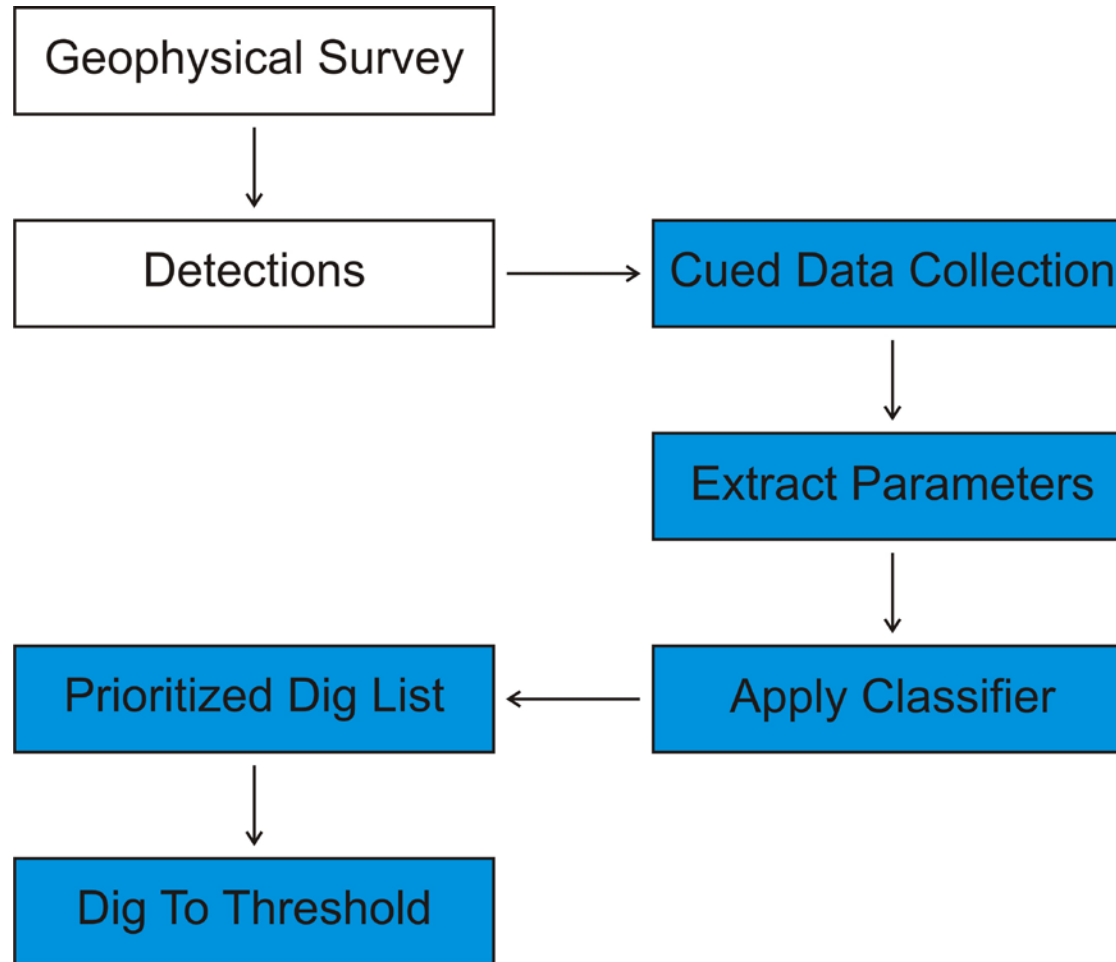 Geophysical Survey
Detections
Cued Data Collection
Extract Parameters
Apply Classifier
Prioritized Dig List
Dig To Threshold